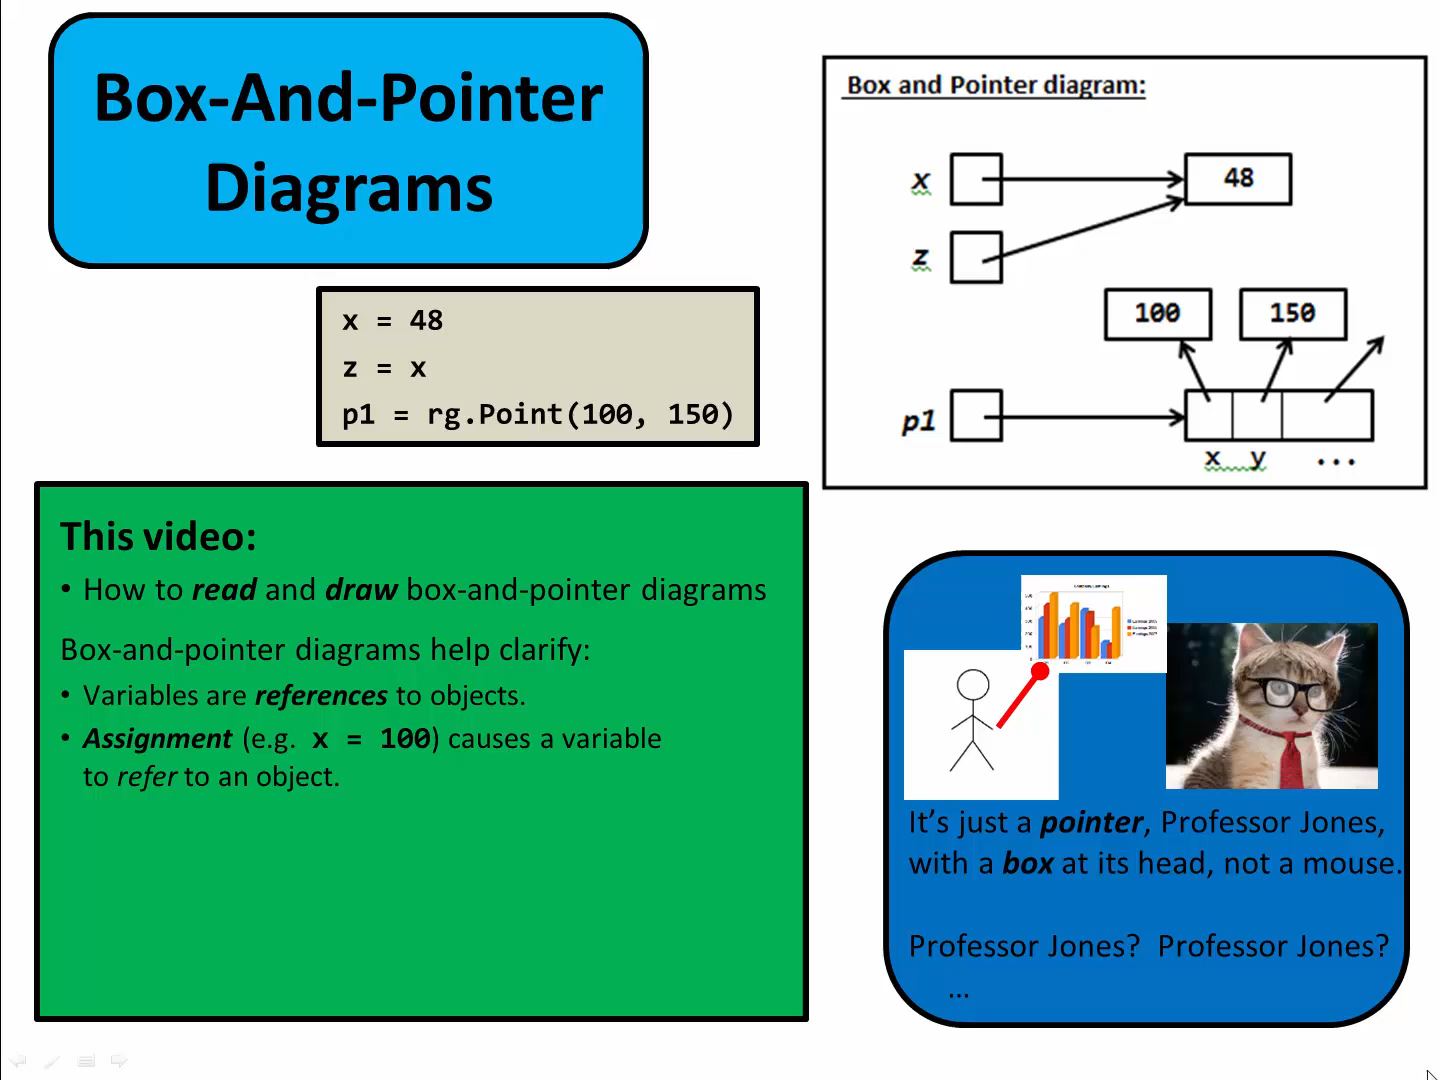 Box-And-Pointer
Diagrams
x = 48
z = x
p1 = rg.Point(100, 150)
Box and Pointer diagram:
x
48
z
100
150
p1
x y ...
This video:
• How to read and draw box-and-pointer diagrams
Box-and-pointer diagrams help clarify:
• Variables are references to objects.
• Assignment (e.g. x = 100) causes a variable
to refer to an object.
It's just a pointer, Professor Jones,
with a box at its head, not a mouse.
Professor Jones? Professor Jones?
...